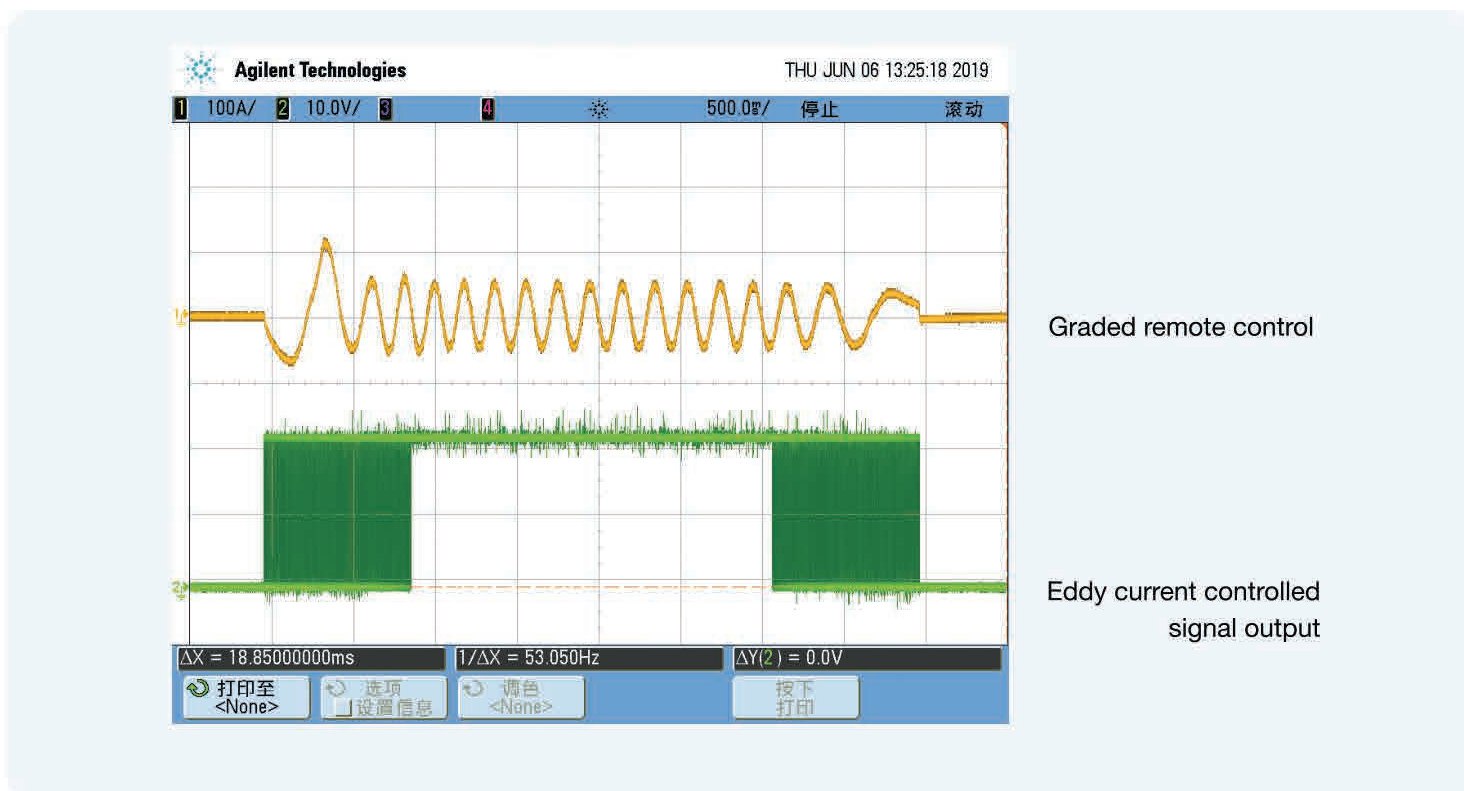 Agilent Technologies
THU JUN 06 13:25:18 2019
1 100A/ 2 10.0V/ 3 4 500.0ms/ 停止 滚动
Graded remote control
Eddy current controlled
signal output
ΔX = 18.85000000ms 1/ΔX = 53.050Hz ΔY(2) = 0.0V
打印至
<None>
选项
设置信息
调色
<None>
按下
打印